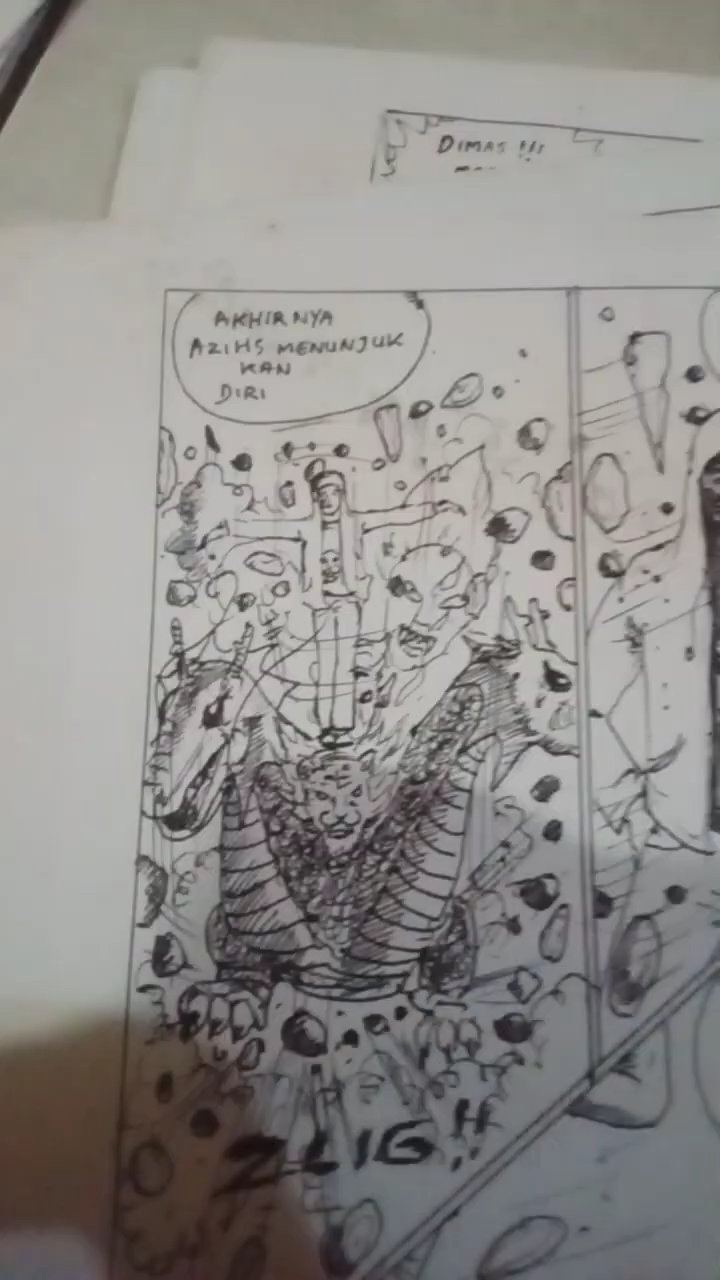 DIMAS !!!
AKHIRNYA
AZIHS MENUNJUK
KAN
DIRI
ZLIGH